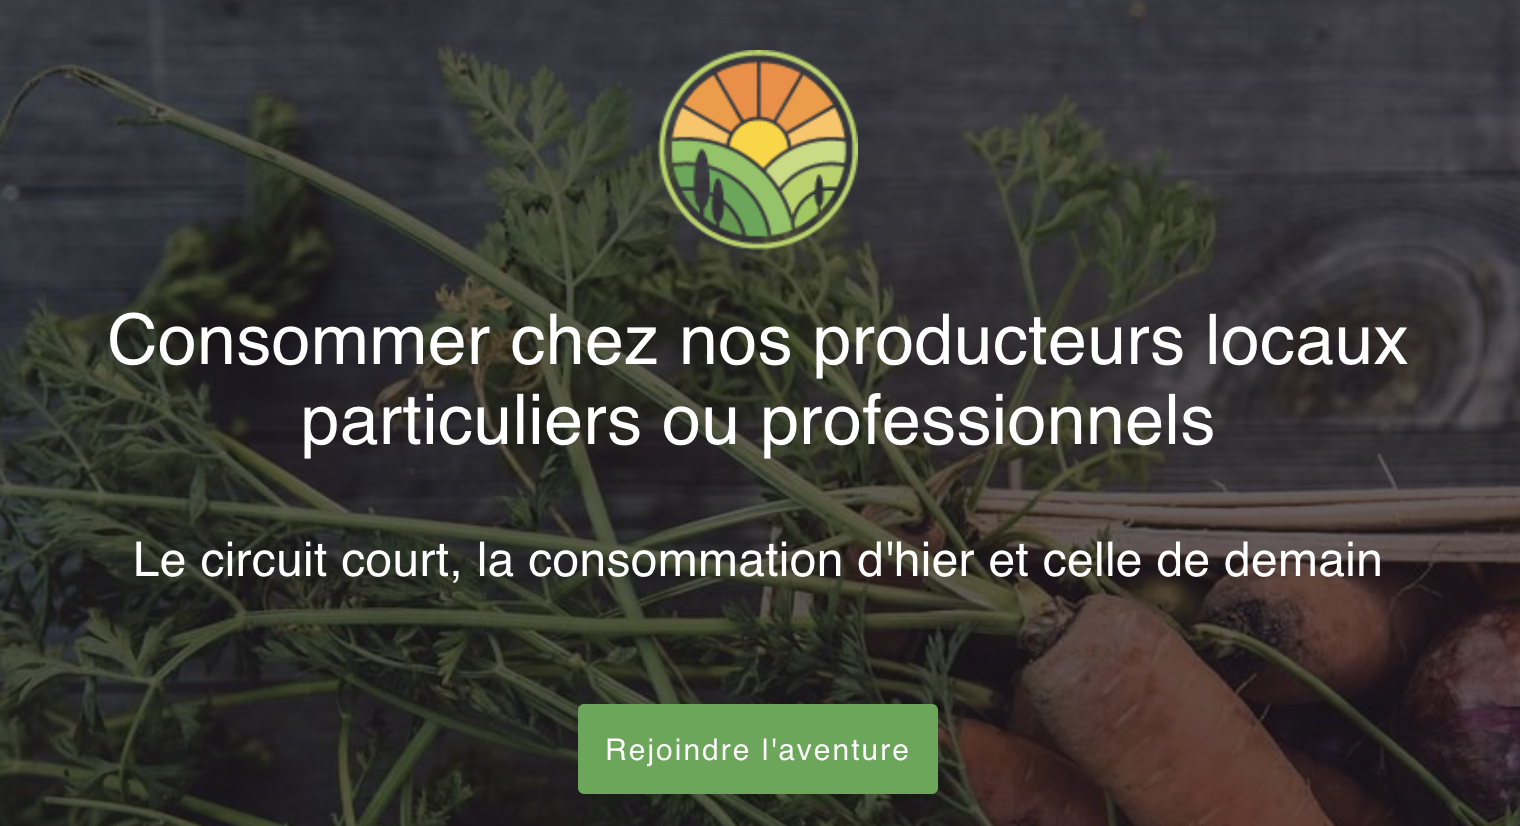 Consommer chez nos producteurs locaux
particuliers ou professionnels
Le circuit court, la consommation d'hier et celle de demain
Rejoindre l'aventure